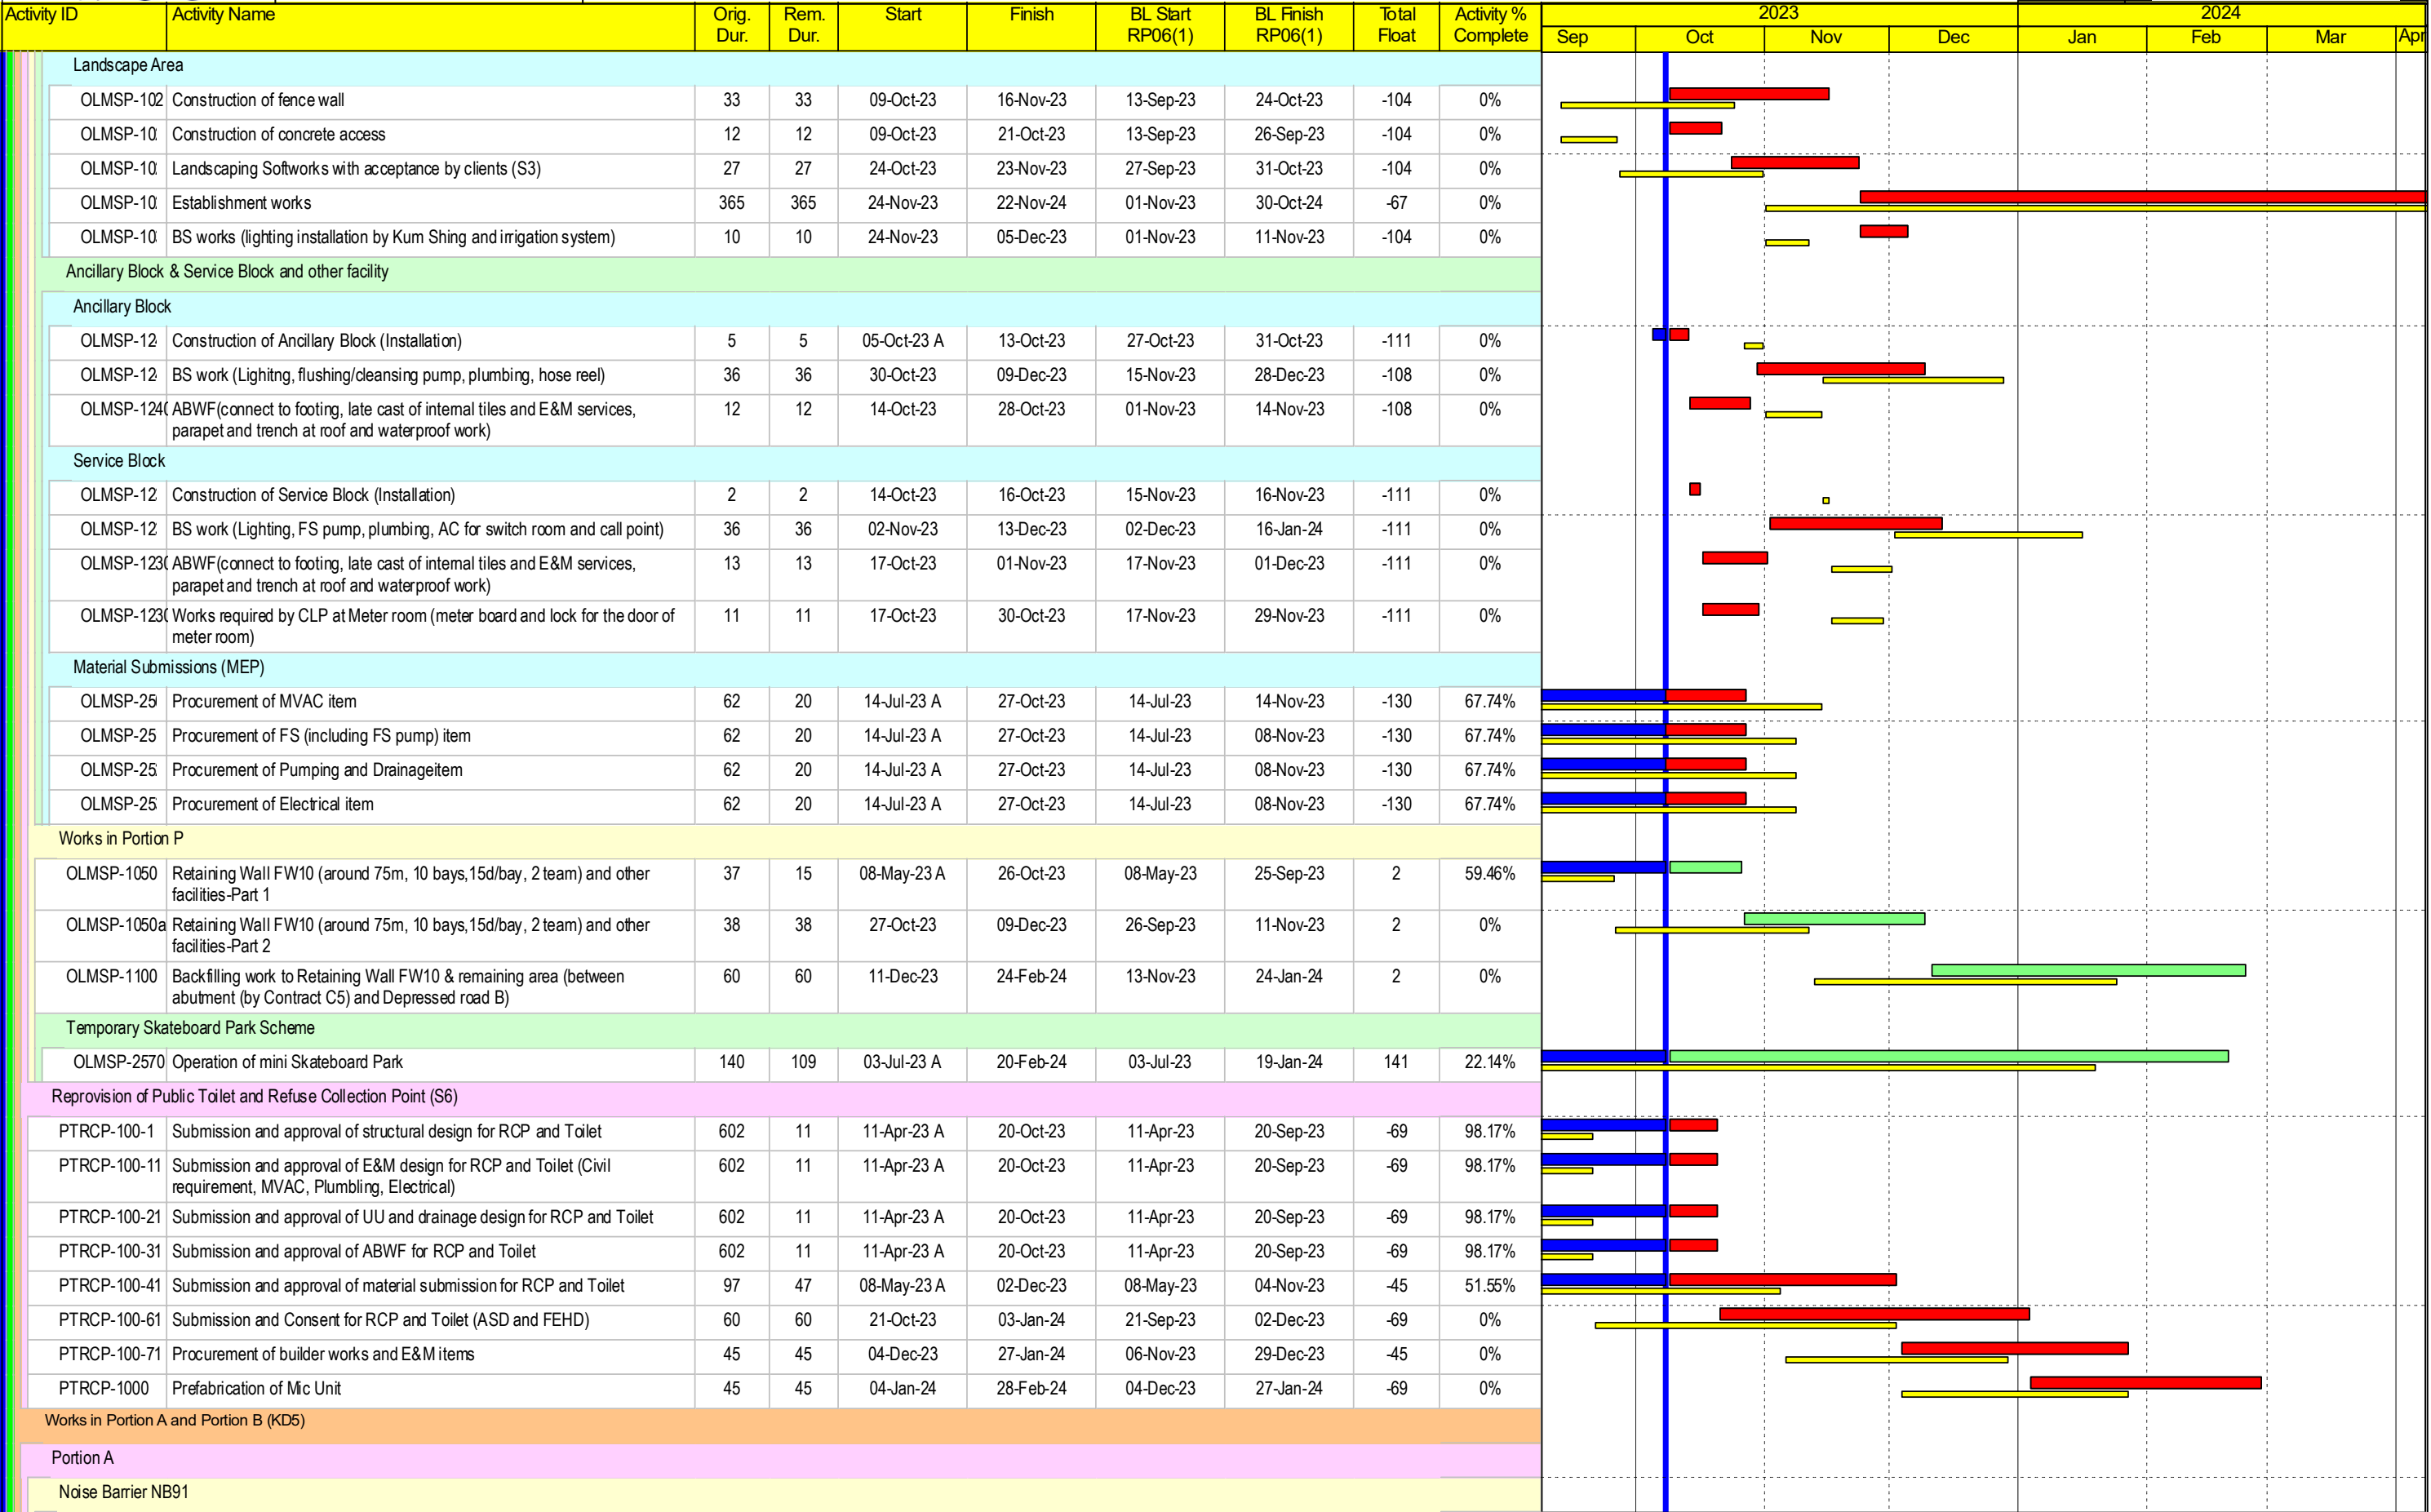 Activity ID Activity Name Orig. Rem. Start Finish BL Start BL Finish Total Activity % 2023 2024
Dur. Dur. RP06(1) RP06(1) Float Complete Sep Oct Nov Dec Jan Feb Mar Apr
Landscape Area
OLMSP-102 Construction of fence wall 33 33 09-Oct-23 16-Nov-23 13-Sep-23 24-Oct-23 -104 0%
OLMSP-10 Construction of concrete access 12 12 09-Oct-23 21-Oct-23 13-Sep-23 26-Sep-23 -104 0%
OLMSP-10 Landscaping Softworks with acceptance by clients (S3) 27 27 24-Oct-23 23-Nov-23 27-Sep-23 31-Oct-23 -104 0%
OLMSP-10 Establishment works 365 365 24-Nov-23 22-Nov-24 01-Nov-23 30-Oct-24 -67 0%
OLMSP-10 BS works (lighting installation by Kum Shing and irrigation system) 10 10 24-Nov-23 05-Dec-23 01-Nov-23 11-Nov-23 -104 0%
Ancillary Block & Service Block and other facility
Ancillary Block
OLMSP-12 Construction of Ancillary Block (Installation) 5 5 05-Oct-23 A 13-Oct-23 27-Oct-23 31-Oct-23 -111 0%
OLMSP-12 BS work (Lighitng, flushing/cleansing pump, plumbing, hose reel) 36 36 30-Oct-23 09-Dec-23 15-Nov-23 28-Dec-23 -108 0%
OLMSP-1240 ABWF(connect to footing, late cast of internal tiles and E&M services, 12 12 14-Oct-23 28-Oct-23 01-Nov-23 14-Nov-23 -108 0%
parapet and trench at roof and waterproof work)
Service Block
OLMSP-12 Construction of Service Block (Installation) 2 2 14-Oct-23 16-Oct-23 15-Nov-23 16-Nov-23 -111 0%
OLMSP-12 BS work (Lighting, FS pump, plumbing, AC for switch room and call point) 36 36 02-Nov-23 13-Dec-23 02-Dec-23 16-Jan-24 -111 0%
OLMSP-1230 ABWF(connect to footing, late cast of internal tiles and E&M services, 13 13 17-Oct-23 01-Nov-23 17-Nov-23 01-Dec-23 -111 0%
parapet and trench at roof and waterproof work)
OLMSP-1230 Works required by CLP at Meter room (meter board and lock for the door of 11 11 17-Oct-23 30-Oct-23 17-Nov-23 29-Nov-23 -111 0%
meter room)
Material Submissions (MEP)
OLMSP-25 Procurement of MVAC item 62 20 14-Jul-23 A 27-Oct-23 14-Jul-23 14-Nov-23 -130 67.74%
OLMSP-25 Procurement of FS (including FS pump) item 62 20 14-Jul-23 A 27-Oct-23 14-Jul-23 08-Nov-23 -130 67.74%
OLMSP-25 Procurement of Pumping and Drainageitem 62 20 14-Jul-23 A 27-Oct-23 14-Jul-23 08-Nov-23 -130 67.74%
OLMSP-25 Procurement of Electrical item 62 20 14-Jul-23 A 27-Oct-23 14-Jul-23 08-Nov-23 -130 67.74%
Works in Portion P
OLMSP-1050 Retaining Wall FW10 (around 75m, 10 bays,15d/bay, 2 team) and other 37 15 08-May-23 A 26-Oct-23 08-May-23 25-Sep-23 2 59.46%
facilities-Part 1
OLMSP-1050a Retaining Wall FW10 (around 75m, 10 bays,15d/bay, 2 team) and other 38 38 27-Oct-23 09-Dec-23 26-Sep-23 11-Nov-23 2 0%
facilities-Part 2
OLMSP-1100 Backfilling work to Retaining Wall FW10 & remaining area (between 60 60 11-Dec-23 24-Feb-24 13-Nov-23 24-Jan-24 2 0%
abutment (by Contract C5) and Depressed road B)
Temporary Skateboard Park Scheme
OLMSP-2570 Operation of mini Skateboard Park 140 109 03-Jul-23 A 20-Feb-24 03-Jul-23 19-Jan-24 141 22.14%
Reprovision of Public Toilet and Refuse Collection Point (S6)
PTRCP-100-1 Submission and approval of structural design for RCP and Toilet 602 11 11-Apr-23 A 20-Oct-23 11-Apr-23 20-Sep-23 -69 98.17%
PTRCP-100-11 Submission and approval of E&M design for RCP and Toilet (Civil 602 11 11-Apr-23 A 20-Oct-23 11-Apr-23 20-Sep-23 -69 98.17%
requirement, MVAC, Plumbling, Electrical)
PTRCP-100-21 Submission and approval of UU and drainage design for RCP and Toilet 602 11 11-Apr-23 A 20-Oct-23 11-Apr-23 20-Sep-23 -69 98.17%
PTRCP-100-31 Submission and approval of ABWF for RCP and Toilet 602 11 11-Apr-23 A 20-Oct-23 11-Apr-23 20-Sep-23 -69 98.17%
PTRCP-100-41 Submission and approval of material submission for RCP and Toilet 97 47 08-May-23 A 02-Dec-23 08-May-23 04-Nov-23 -45 51.55%
PTRCP-100-61 Submission and Consent for RCP and Toilet (ASD and FEHD) 60 60 21-Oct-23 03-Jan-24 21-Sep-23 02-Dec-23 -69 0%
PTRCP-100-71 Procurement of builder works and E&M items 45 45 04-Dec-23 27-Jan-24 06-Nov-23 29-Dec-23 -45 0%
PTRCP-1000 Prefabrication of Mic Unit 45 45 04-Jan-24 28-Feb-24 04-Dec-23 27-Jan-24 -69 0%
Works in Portion A and Portion B (KD5)
Portion A
Noise Barrier NB91